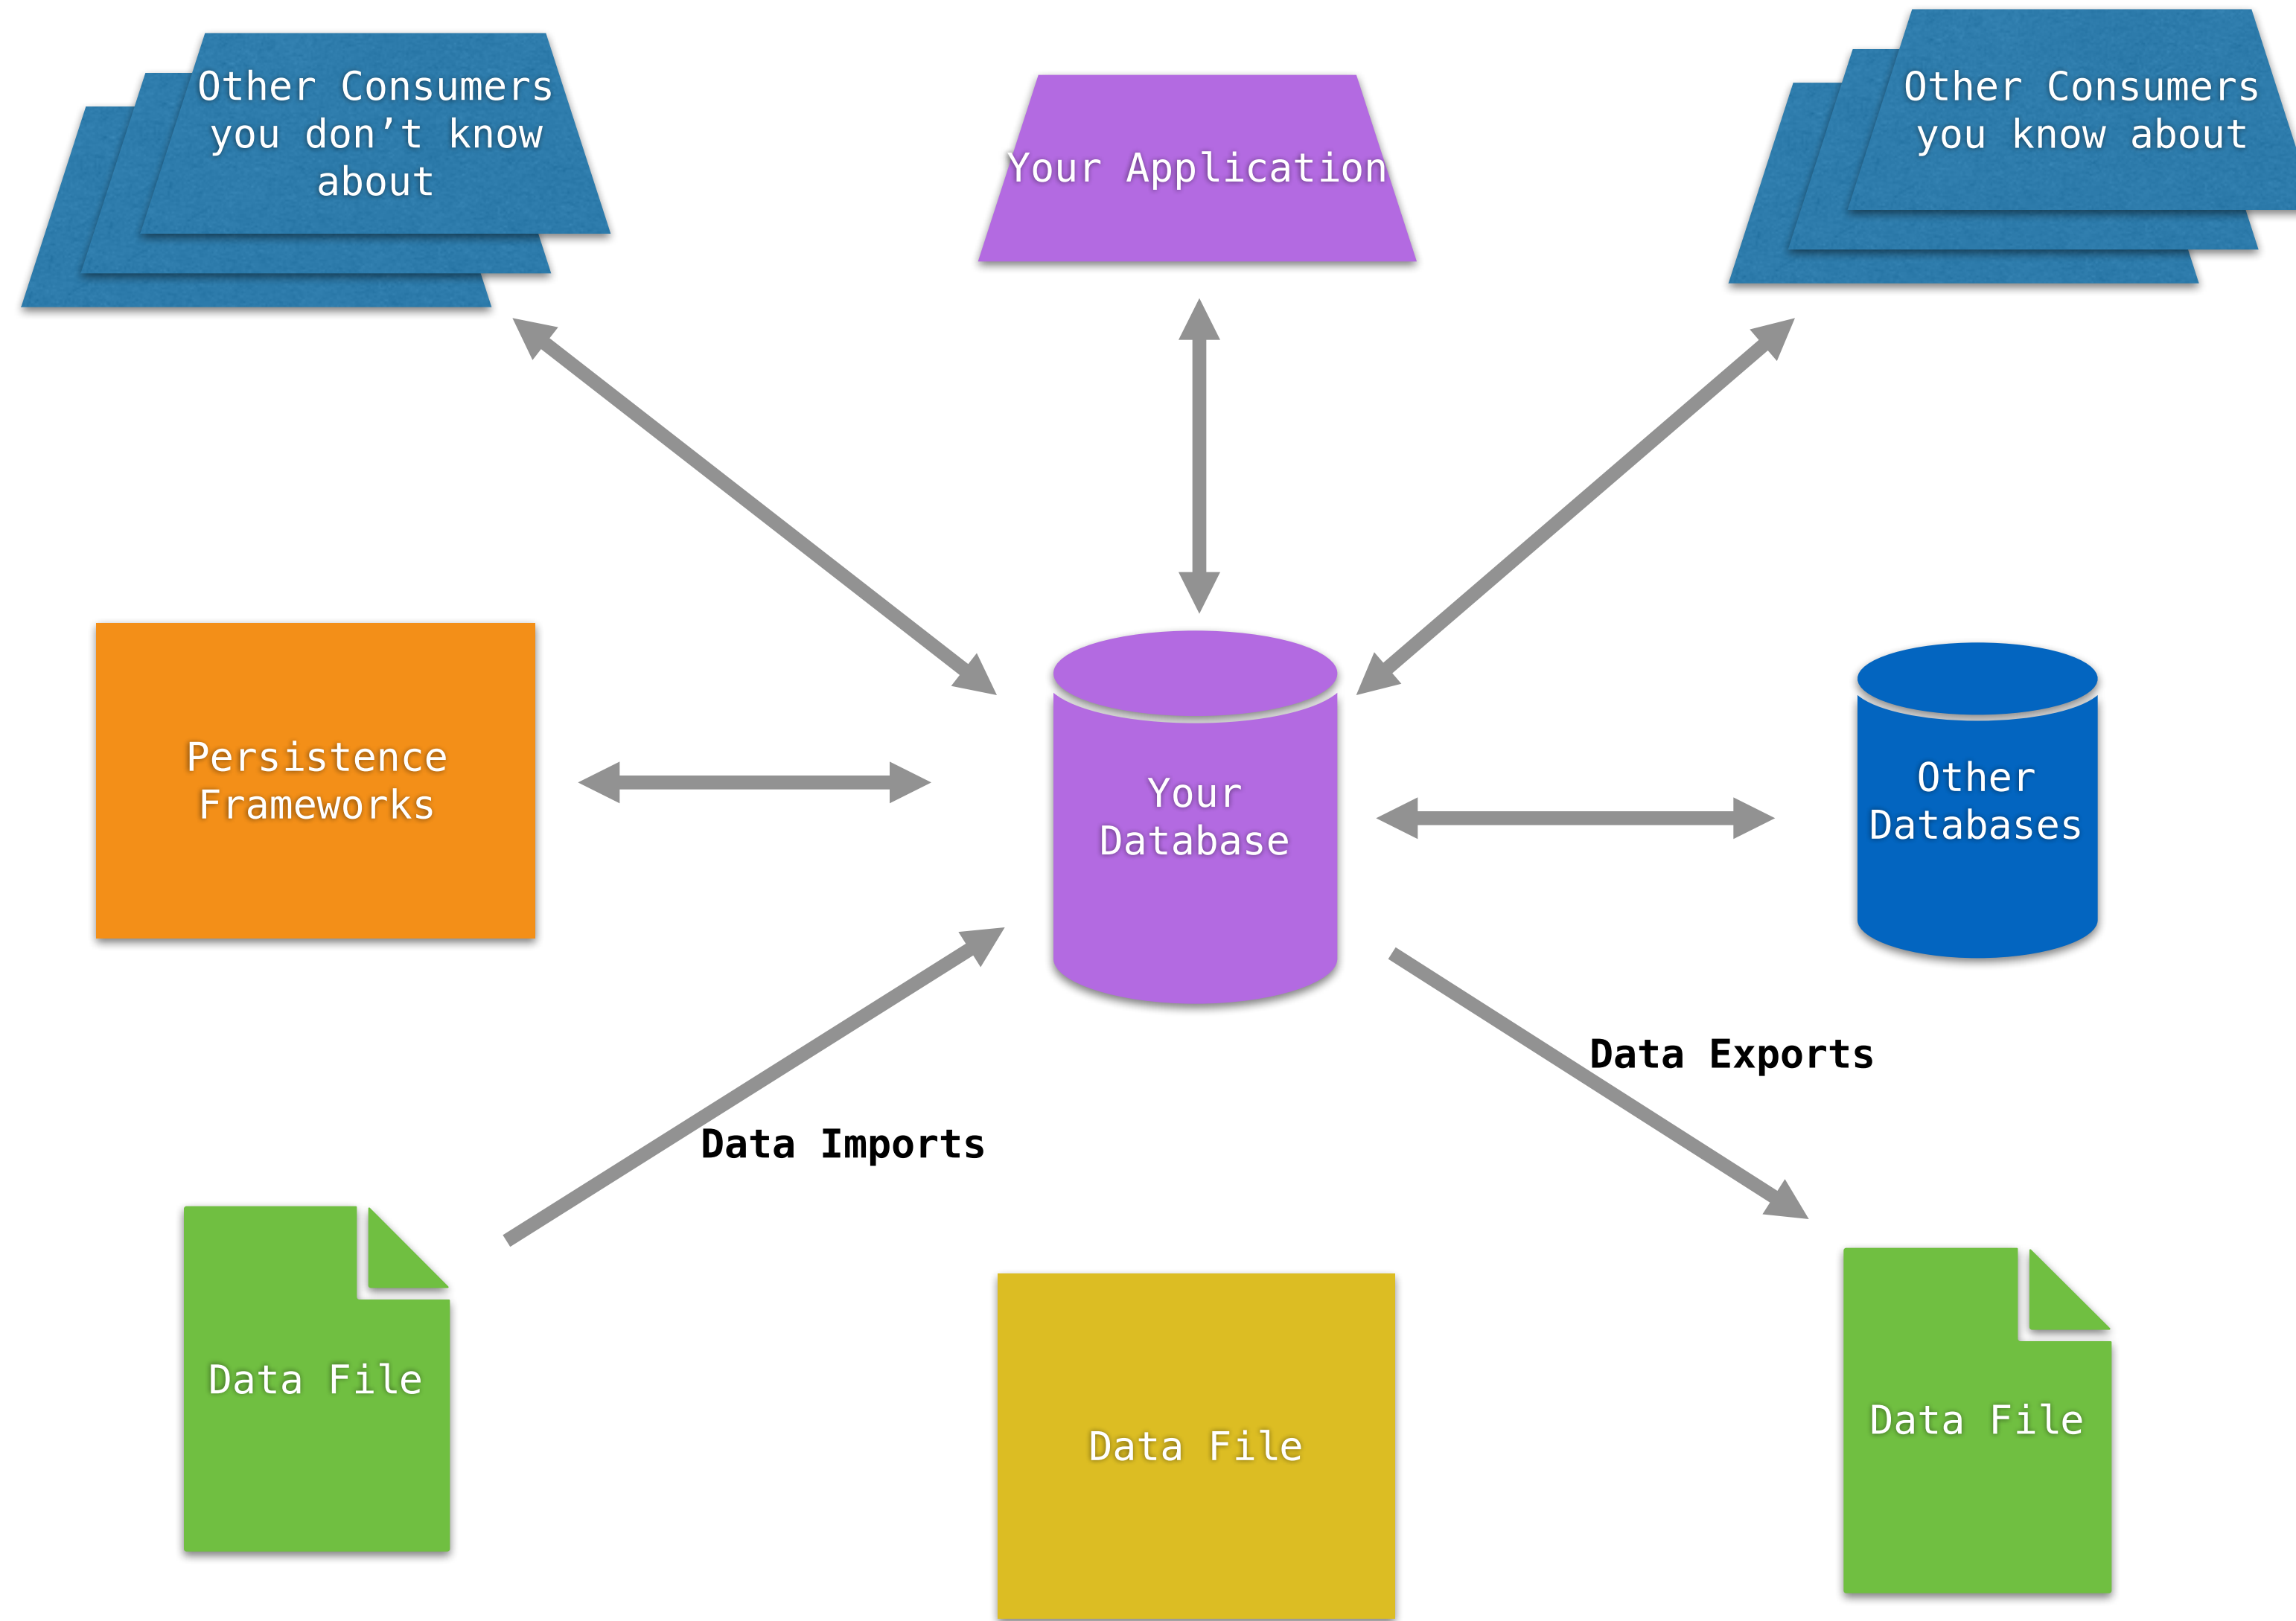 Other Consumers
you don’t know
about
Your Application
Other Consumers
you know about
Persistence
Frameworks
Your
Database
Other
Databases
Data Exports
Data Imports
Data File
Data File
Data File